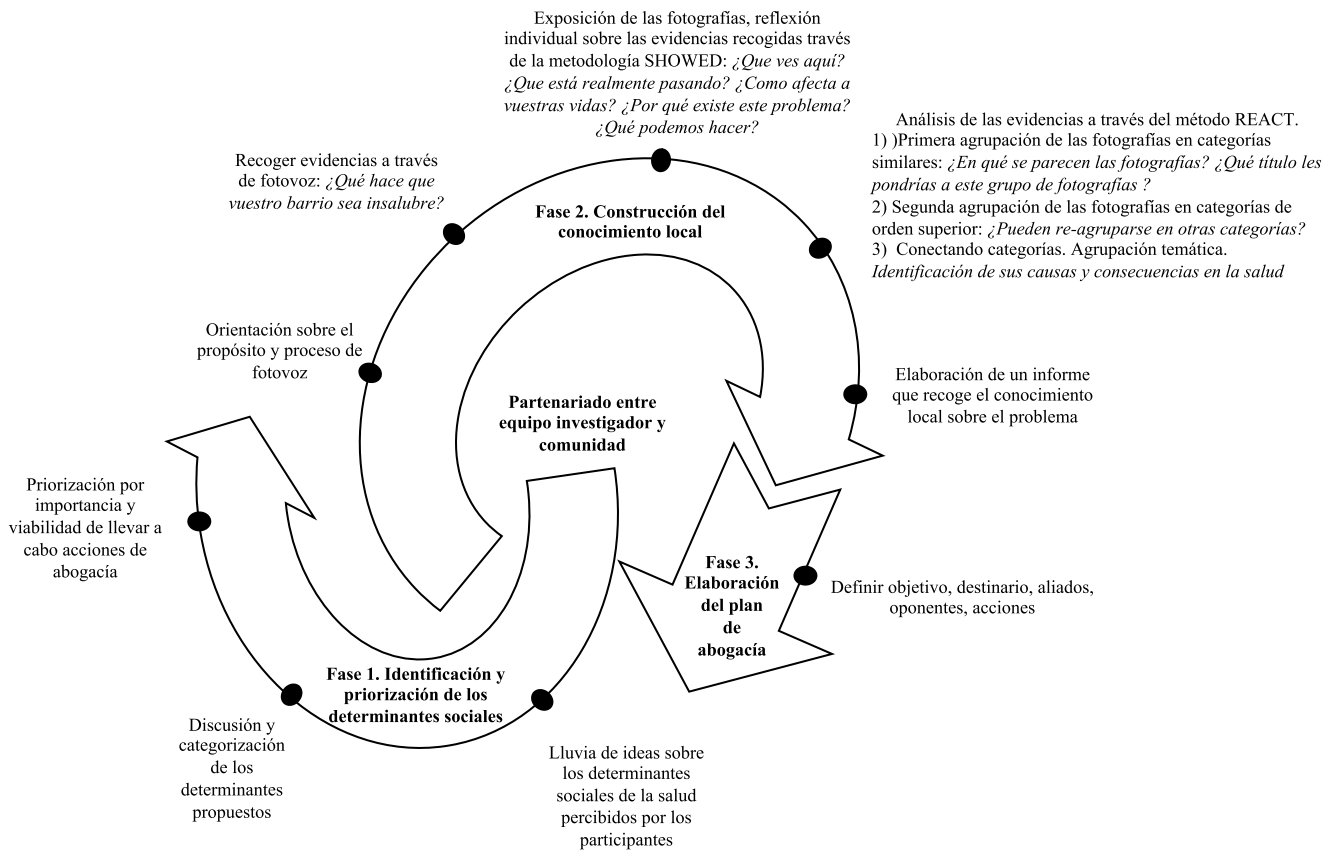 Exposición de las fotografías, reflexión
individual sobre las evidencias recogidas través
de la metodología SHOWED: ¿Que ves aquí?
¿Que está realmente pasando? ¿Como afecta a
vuestras vidas? ¿Por qué existe este problema?
¿Qué podemos hacer?
Análisis de las evidencias a través del método REACT.
1) )Primera agrupación de las fotografías en categorías
similares: ¿En qué se parecen las fotografías? ¿Qué título les
pondrías a este grupo de fotografías ?
2) Segunda agrupación de las fotografías en categorías de
orden superior: ¿Pueden re-agruparse en otras categorías?
3) Conectando categorías. Agrupación temática.
Identificación de sus causas y consecuencias en la salud
Recoger evidencias a través
de fotovoz: ¿Qué hace que
vuestro barrio sea insalubre?
Fase 2. Construcción del
conocimiento local
Orientación sobre el
propósito y proceso de
fotovoz
Elaboración de un informe
que recoge el conocimiento
local sobre el problema
Partenariado entre
equipo investigador y
comunidad
Priorización por
importancia y
viabilidad de llevar a
cabo acciones de
abogacía
Fase 3.
Elaboración
del plan
de
abogacía
Definir objetivo, destinario, aliados,
oponentes, acciones
Fase 1. Identificación y
priorización de los
determinantes sociales
Discusión y
categorización
de los
determinantes
propuestos
Lluvia de ideas sobre
los determinantes
sociales de la salud
percibidos por los
participantes